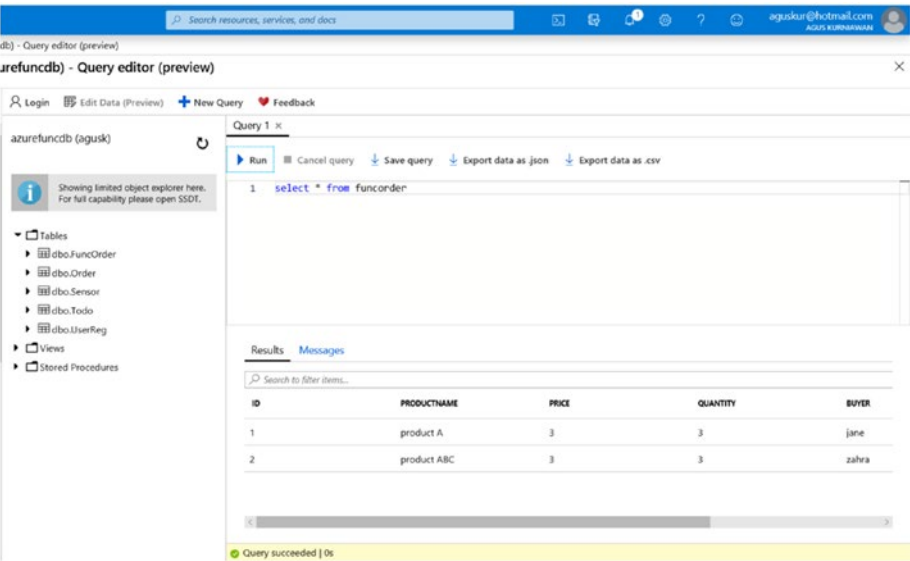 Search resources, services, and docs
1
aguskur@hotmail.com
AGUS KURNIAWAN
db) - Query editor (preview)
urefuncdb) - Query editor (preview)
Login Edit Data (Preview) New Query Feedback
azurefuncdb (agusk)
Showing limited object explorer here.
For full capability please open SSDT.
Tables
dbo.FuncOrder
dbo.Order
dbo.Sensor
dbo.Todo
dbo.UserReg
Views
Stored Procedures
Query 1
Run Cancel query Save query Export data as .json Export data as .csv
1 select * from funcorder
Results Messages
Search to filter items...
ID PRODUCTNAME PRICE QUANTITY BUYER
1 product A 3 3 jane
2 product ABC 3 3 zahra
Query succeeded | 0s